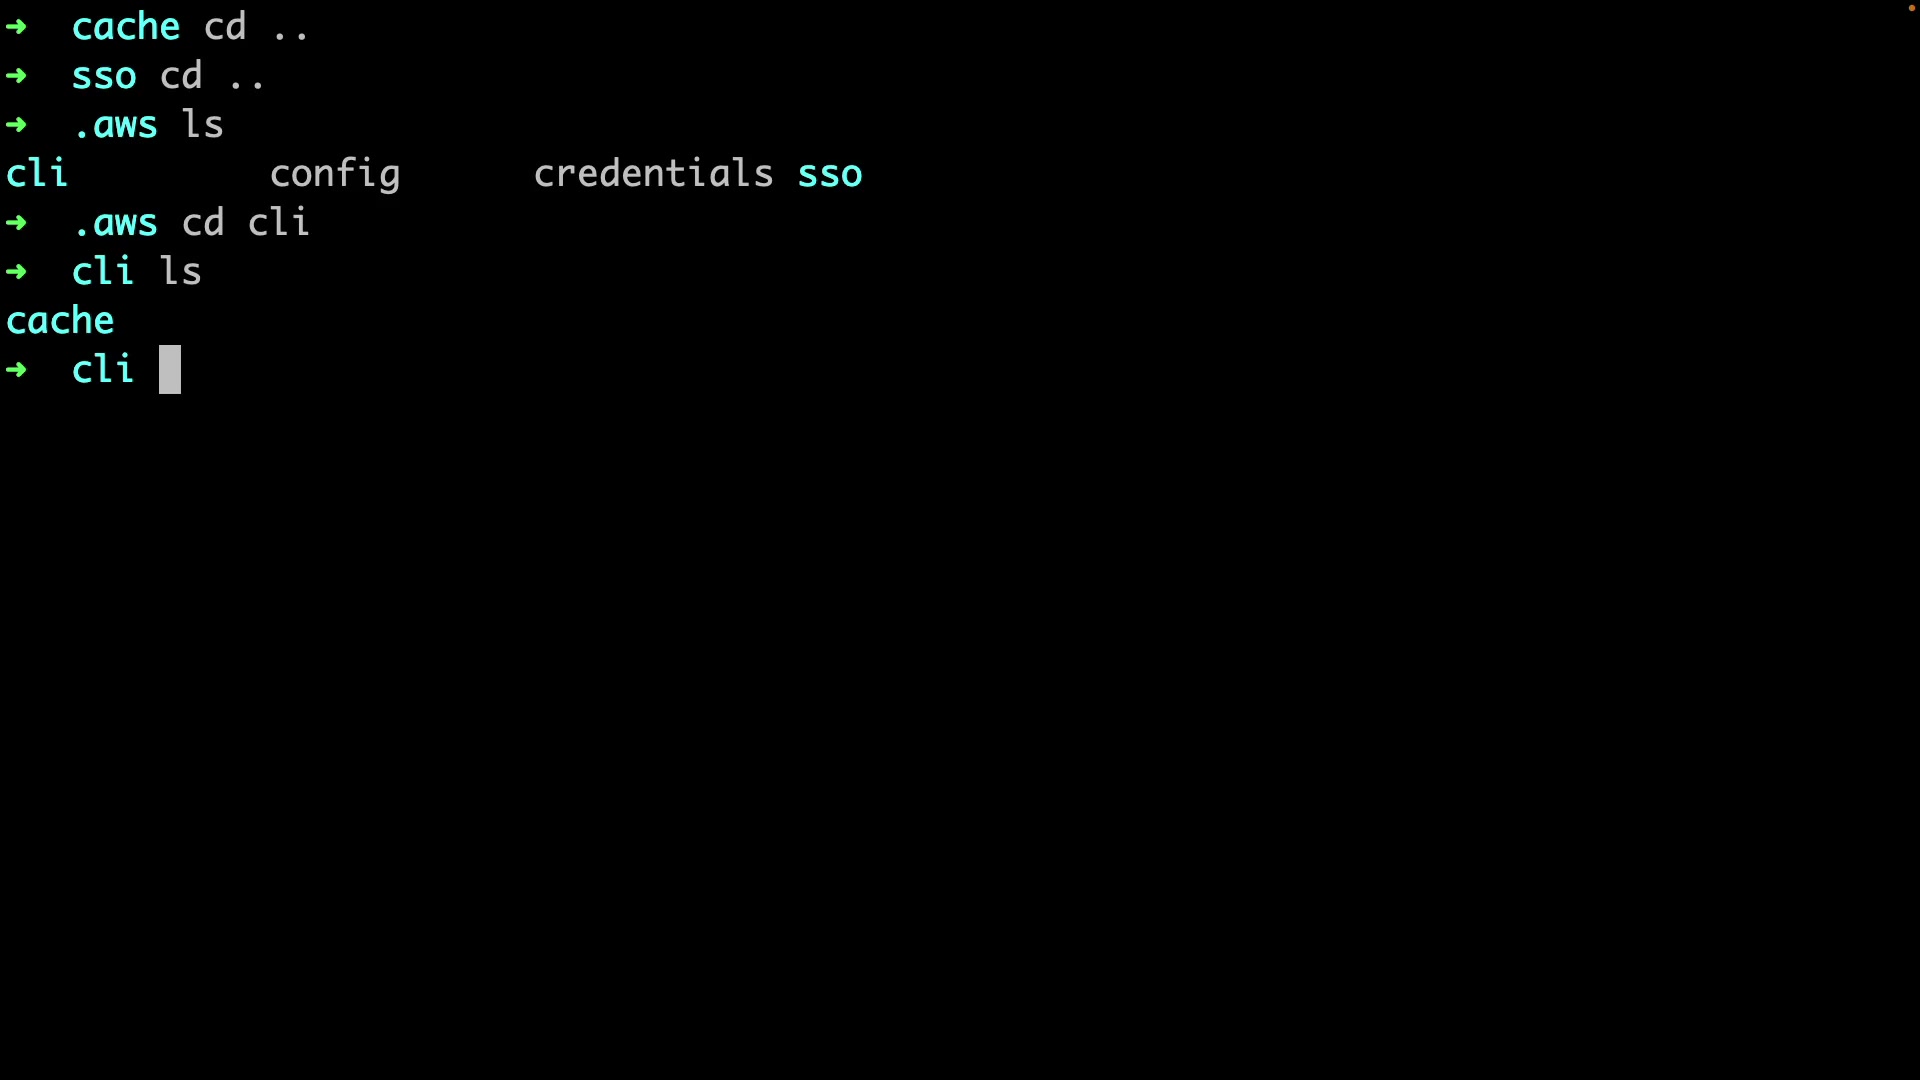 ➜  cache cd ..
➜  sso cd ..
➜  .aws ls
cli         config      credentials sso
➜  .aws cd cli
➜  cli ls
cache
➜  cli